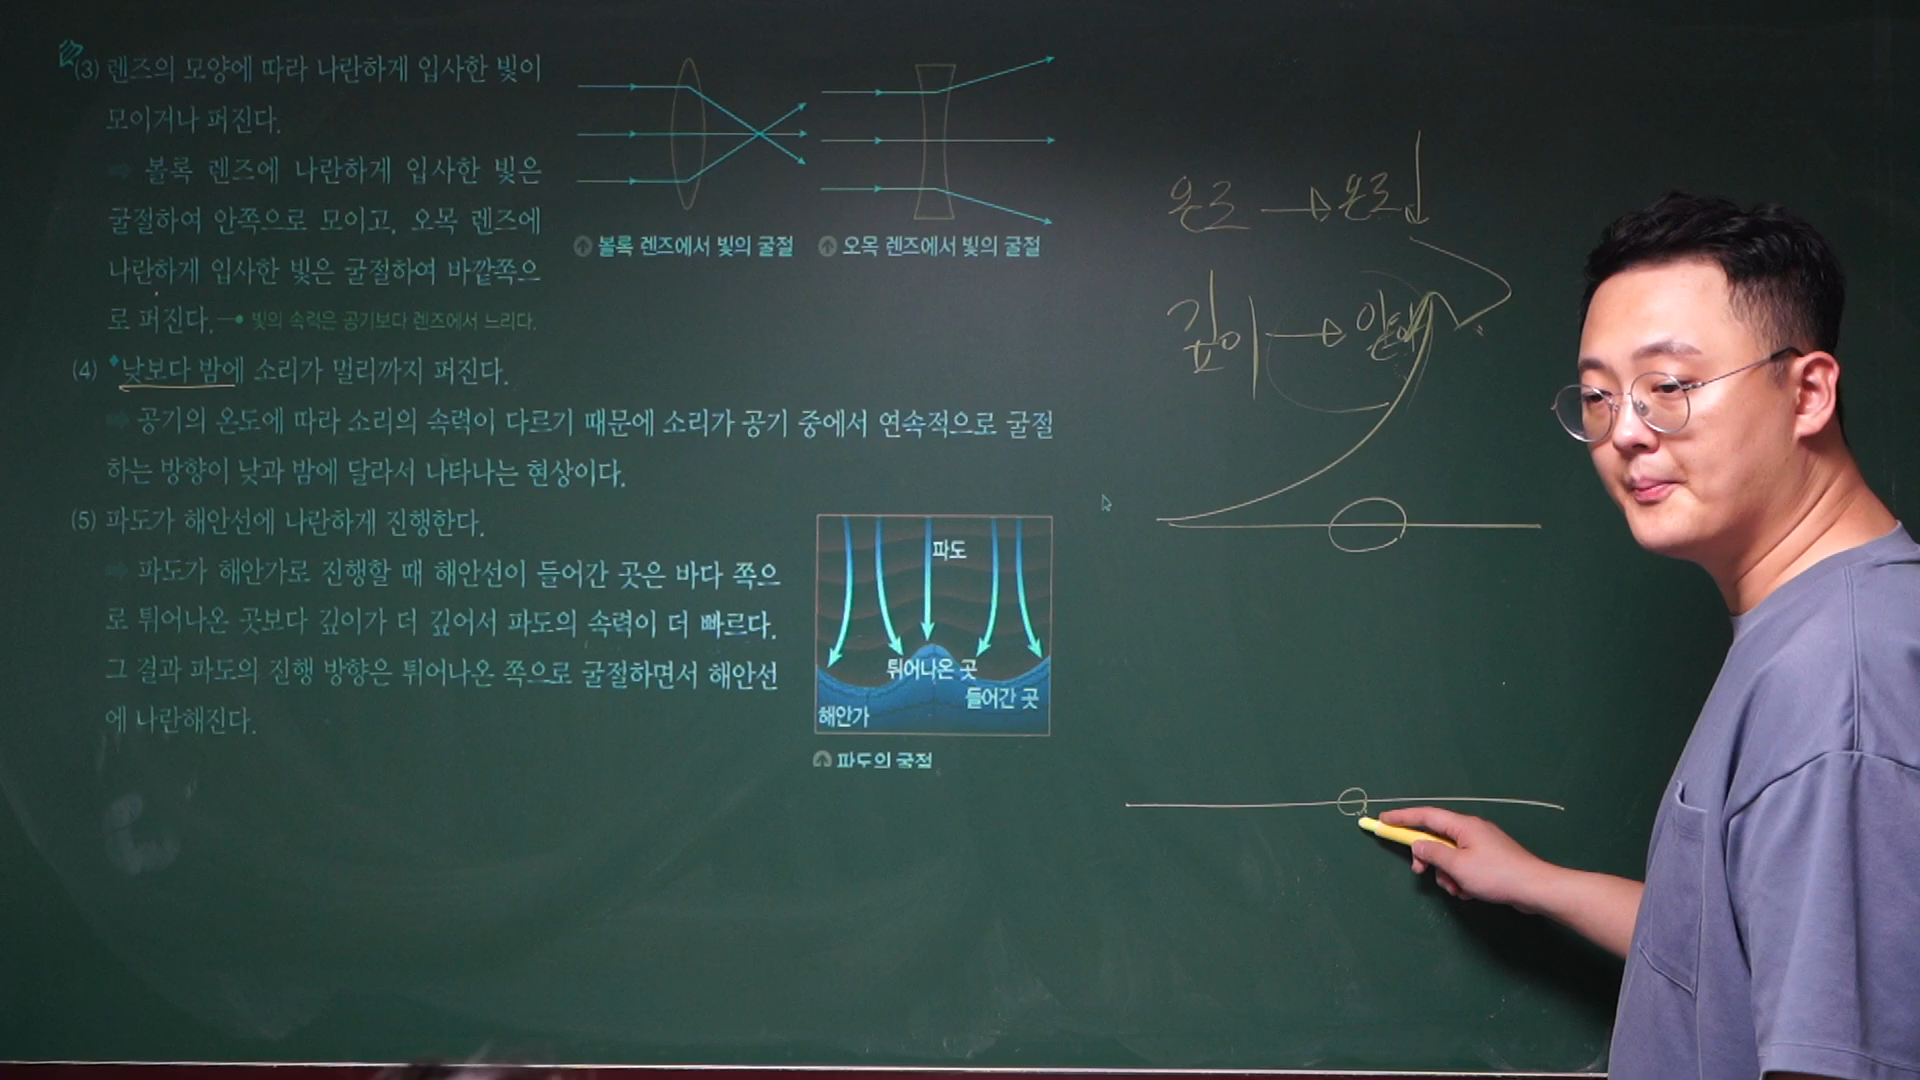 (3) 렌즈의 모양에 따라 나란하게 입사한 빛이
모이거나 퍼진다.
➡ 볼록 렌즈에 나란하게 입사한 빛은
굴절하여 안쪽으로 모이고, 오목 렌즈에
나란하게 입사한 빛은 굴절하여 바깥쪽으
로 퍼진다. 빛의 속력은 공기보다 렌즈에서 느리다.
볼록 렌즈에서 빛의 굴절
오목 렌즈에서 빛의 굴절
(4) 낮보다 밤에 소리가 멀리까지 퍼진다.
➡ 공기의 온도에 따라 소리의 속력이 다르기 때문에 소리가 공기 중에서 연속적으로 굴절
하는 방향이 낮과 밤에 달라서 나타나는 현상이다.
(5) 파도가 해안선에 나란하게 진행한다.
➡ 파도가 해안가로 진행할 때 해안선이 들어간 곳은 바다 쪽으
로 튀어나온 곳보다 깊이가 더 깊어서 파도의 속력이 더 빠르다.
그 결과 파도의 진행 방향은 튀어나온 쪽으로 굴절하면서 해안선
에 나란해진다.
파도
튀어나온 곳
들어간 곳
해안가
파도의 굴절
온도 → 온도↓
깊이 →